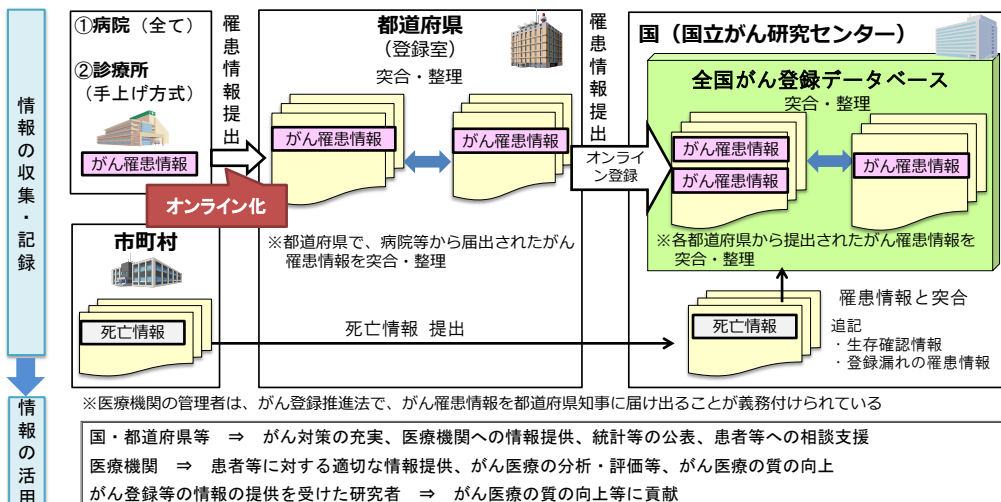 情報の収集・記録
①病院（全て）
②診療所
（手上げ方式）
がん罹患情報
罹患情報提出
オンライン化
都道府県
（登録室）
突合・整理
がん罹患情報
がん罹患情報
※都道府県で、病院等から届出されたがん
罹患情報を突合・整理
罹患情報提出
オンライ
ン登録
国（国立がん研究センター）
全国がん登録データベース
突合・整理
がん罹患情報
がん罹患情報
がん罹患情報
※各都道府県から提出されたがん罹患情報を
突合・整理
市町村
死亡情報
死亡情報 提出
死亡情報
罹患情報と突合
追記
・生存確認情報
・登録漏れの罹患情報
※医療機関の管理者は、がん登録推進法で、がん罹患情報を都道府県知事に届け出ることが義務付けられている
情報の活用
国・都道府県等 ⇒ がん対策の充実、医療機関への情報提供、統計等の公表、患者等への相談支援
医療機関 ⇒ 患者等に対する適切な情報提供、がん医療の分析・評価等、がん医療の質の向上
がん登録等の情報の提供を受けた研究者 ⇒ がん医療の質の向上等に貢献